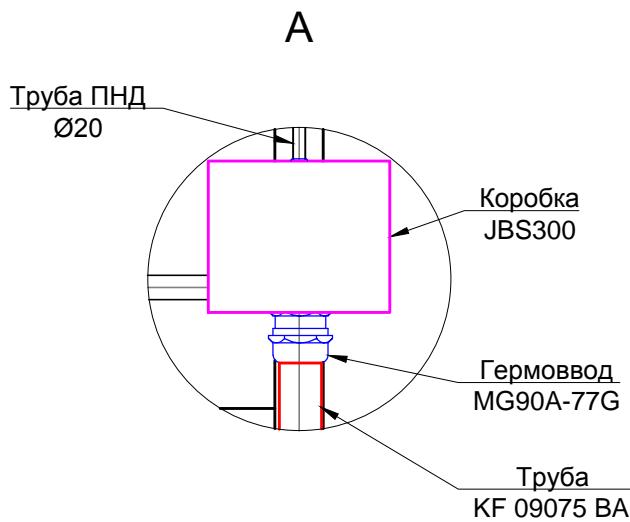 А
Труба ПНД
Ø20
Коробка
JBS300
Гермоввод
MG90A-77G
Труба
KF 09075 BA